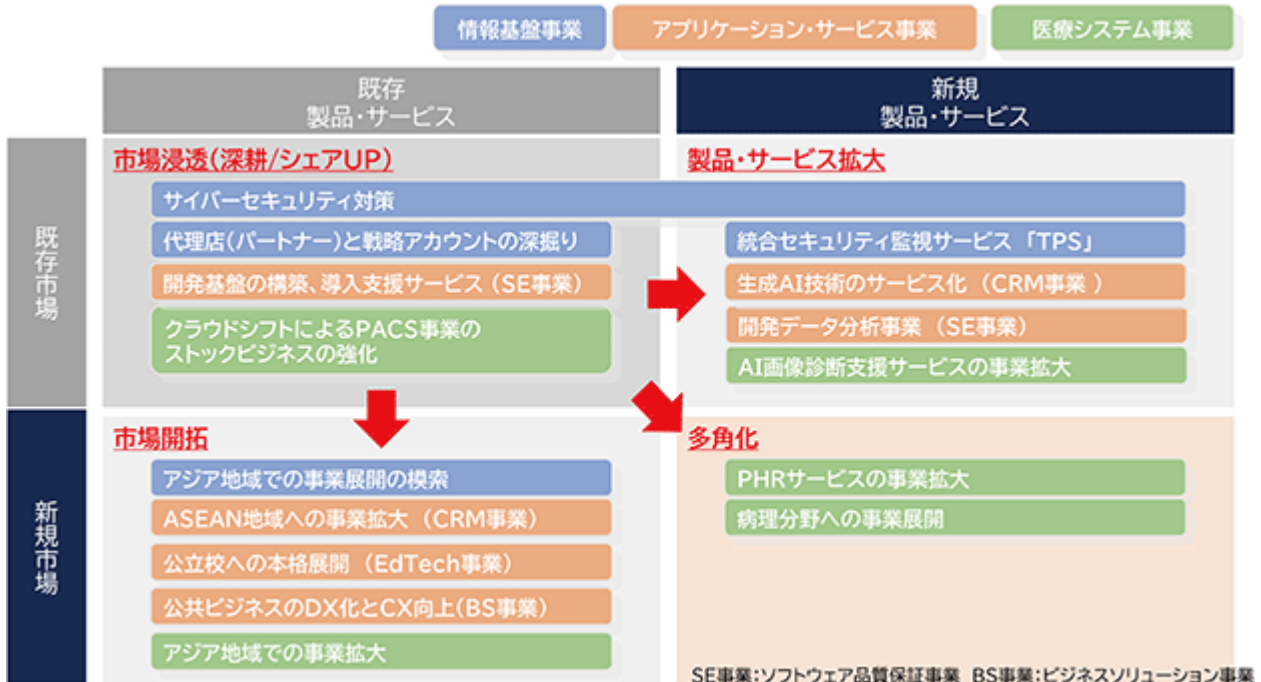 情報基盤事業
アプリケーション・サービス事業
医療システム事業
既存
製品・サービス
新規
製品・サービス
既存市場
市場浸透(深耕/シェアUP)
サイバーセキュリティ対策
代理店(パートナー)と戦略アカウントの深掘り
開発基盤の構築、導入支援サービス (SE事業)
クラウドシフトによるPACS事業の
ストックビジネスの強化
製品・サービス拡大
統合セキュリティ監視サービス 「TPS」
生成AI技術のサービス化 (CRM事業 )
開発データ分析事業 (SE事業)
AI画像診断支援サービスの事業拡大
新規市場
市場開拓
アジア地域での事業展開の模索
ASEAN地域への事業拡大 (CRM事業)
公立校への本格展開 (EdTech事業)
公共ビジネスのDX化とCX向上(BS事業)
アジア地域での事業拡大
多角化
PHRサービスの事業拡大
病理分野への事業展開
SE事業:ソフトウェア品質保証事業 BS事業:ビジネスソリューション事業